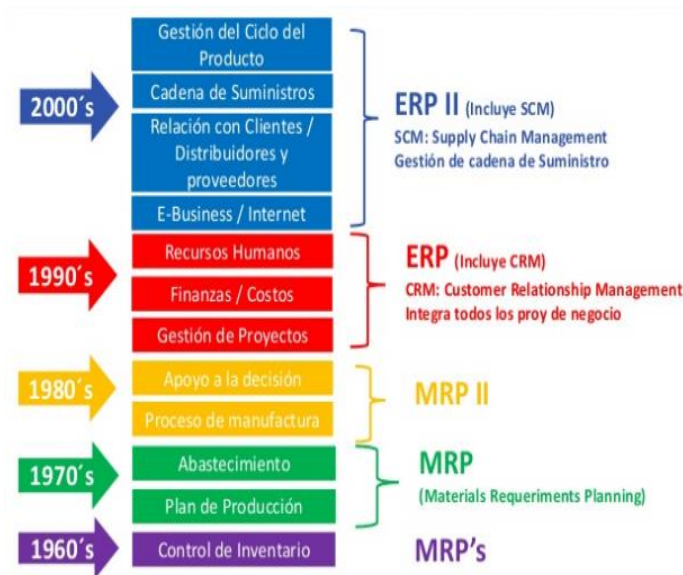 2000´s
Gestión del Ciclo del
Producto
Cadena de Suministros
Relación con Clientes /
Distribuidores y
proveedores
E-Business / Internet
ERP II (Incluye SCM)
SCM: Supply Chain Management
Gestión de cadena de Suministro
1990´s
Recursos Humanos
Finanzas / Costos
Gestión de Proyectos
ERP (Incluye CRM)
CRM: Customer Relationship Management
Integra todos los proy de negocio
1980´s
Apoyo a la decisión
Proceso de manufactura
MRP II
1970´s
Abastecimiento
Plan de Producción
MRP
(Materials Requeriments Planning)
1960´s
Control de Inventario
MRP's